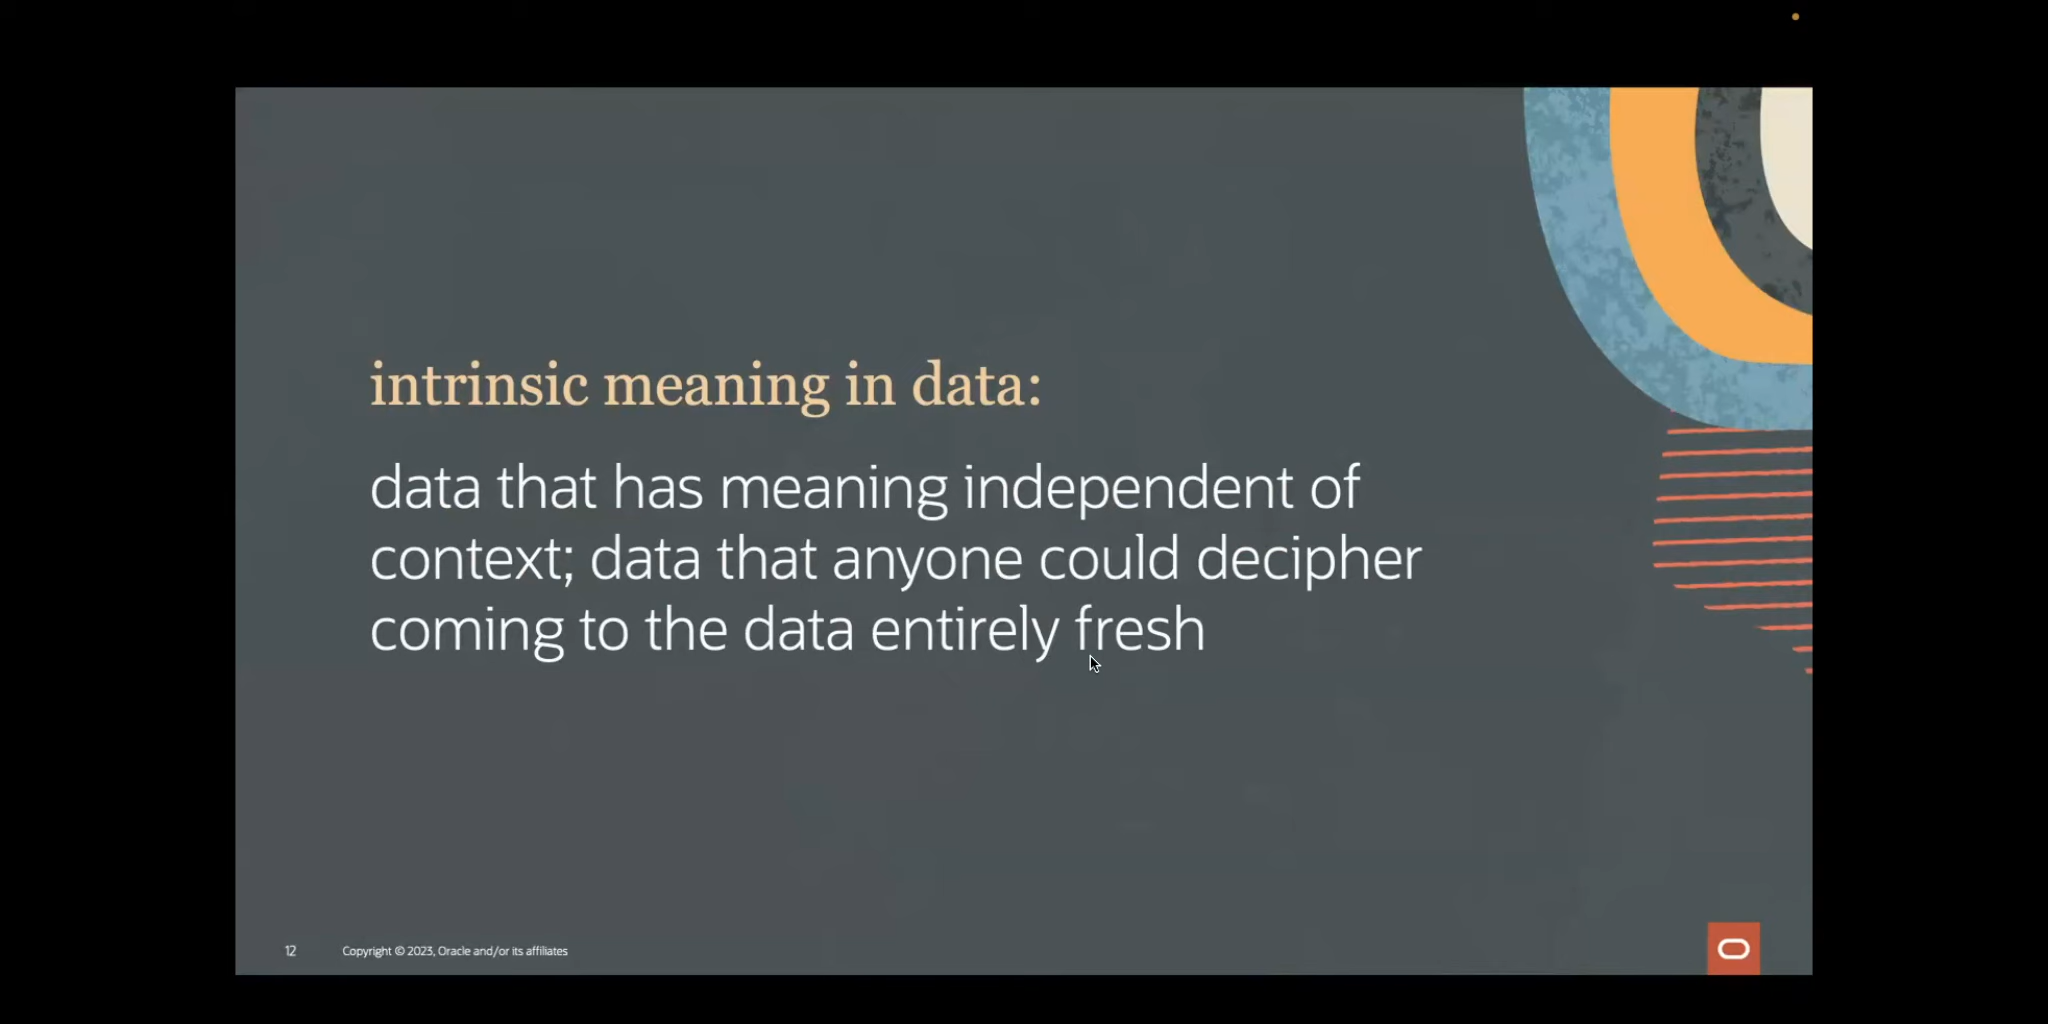 intrinsic meaning in data:
data that has meaning independent of
context; data that anyone could decipher
coming to the data entirely fresh
12
Copyright © 2023, Oracle and/or its affiliates